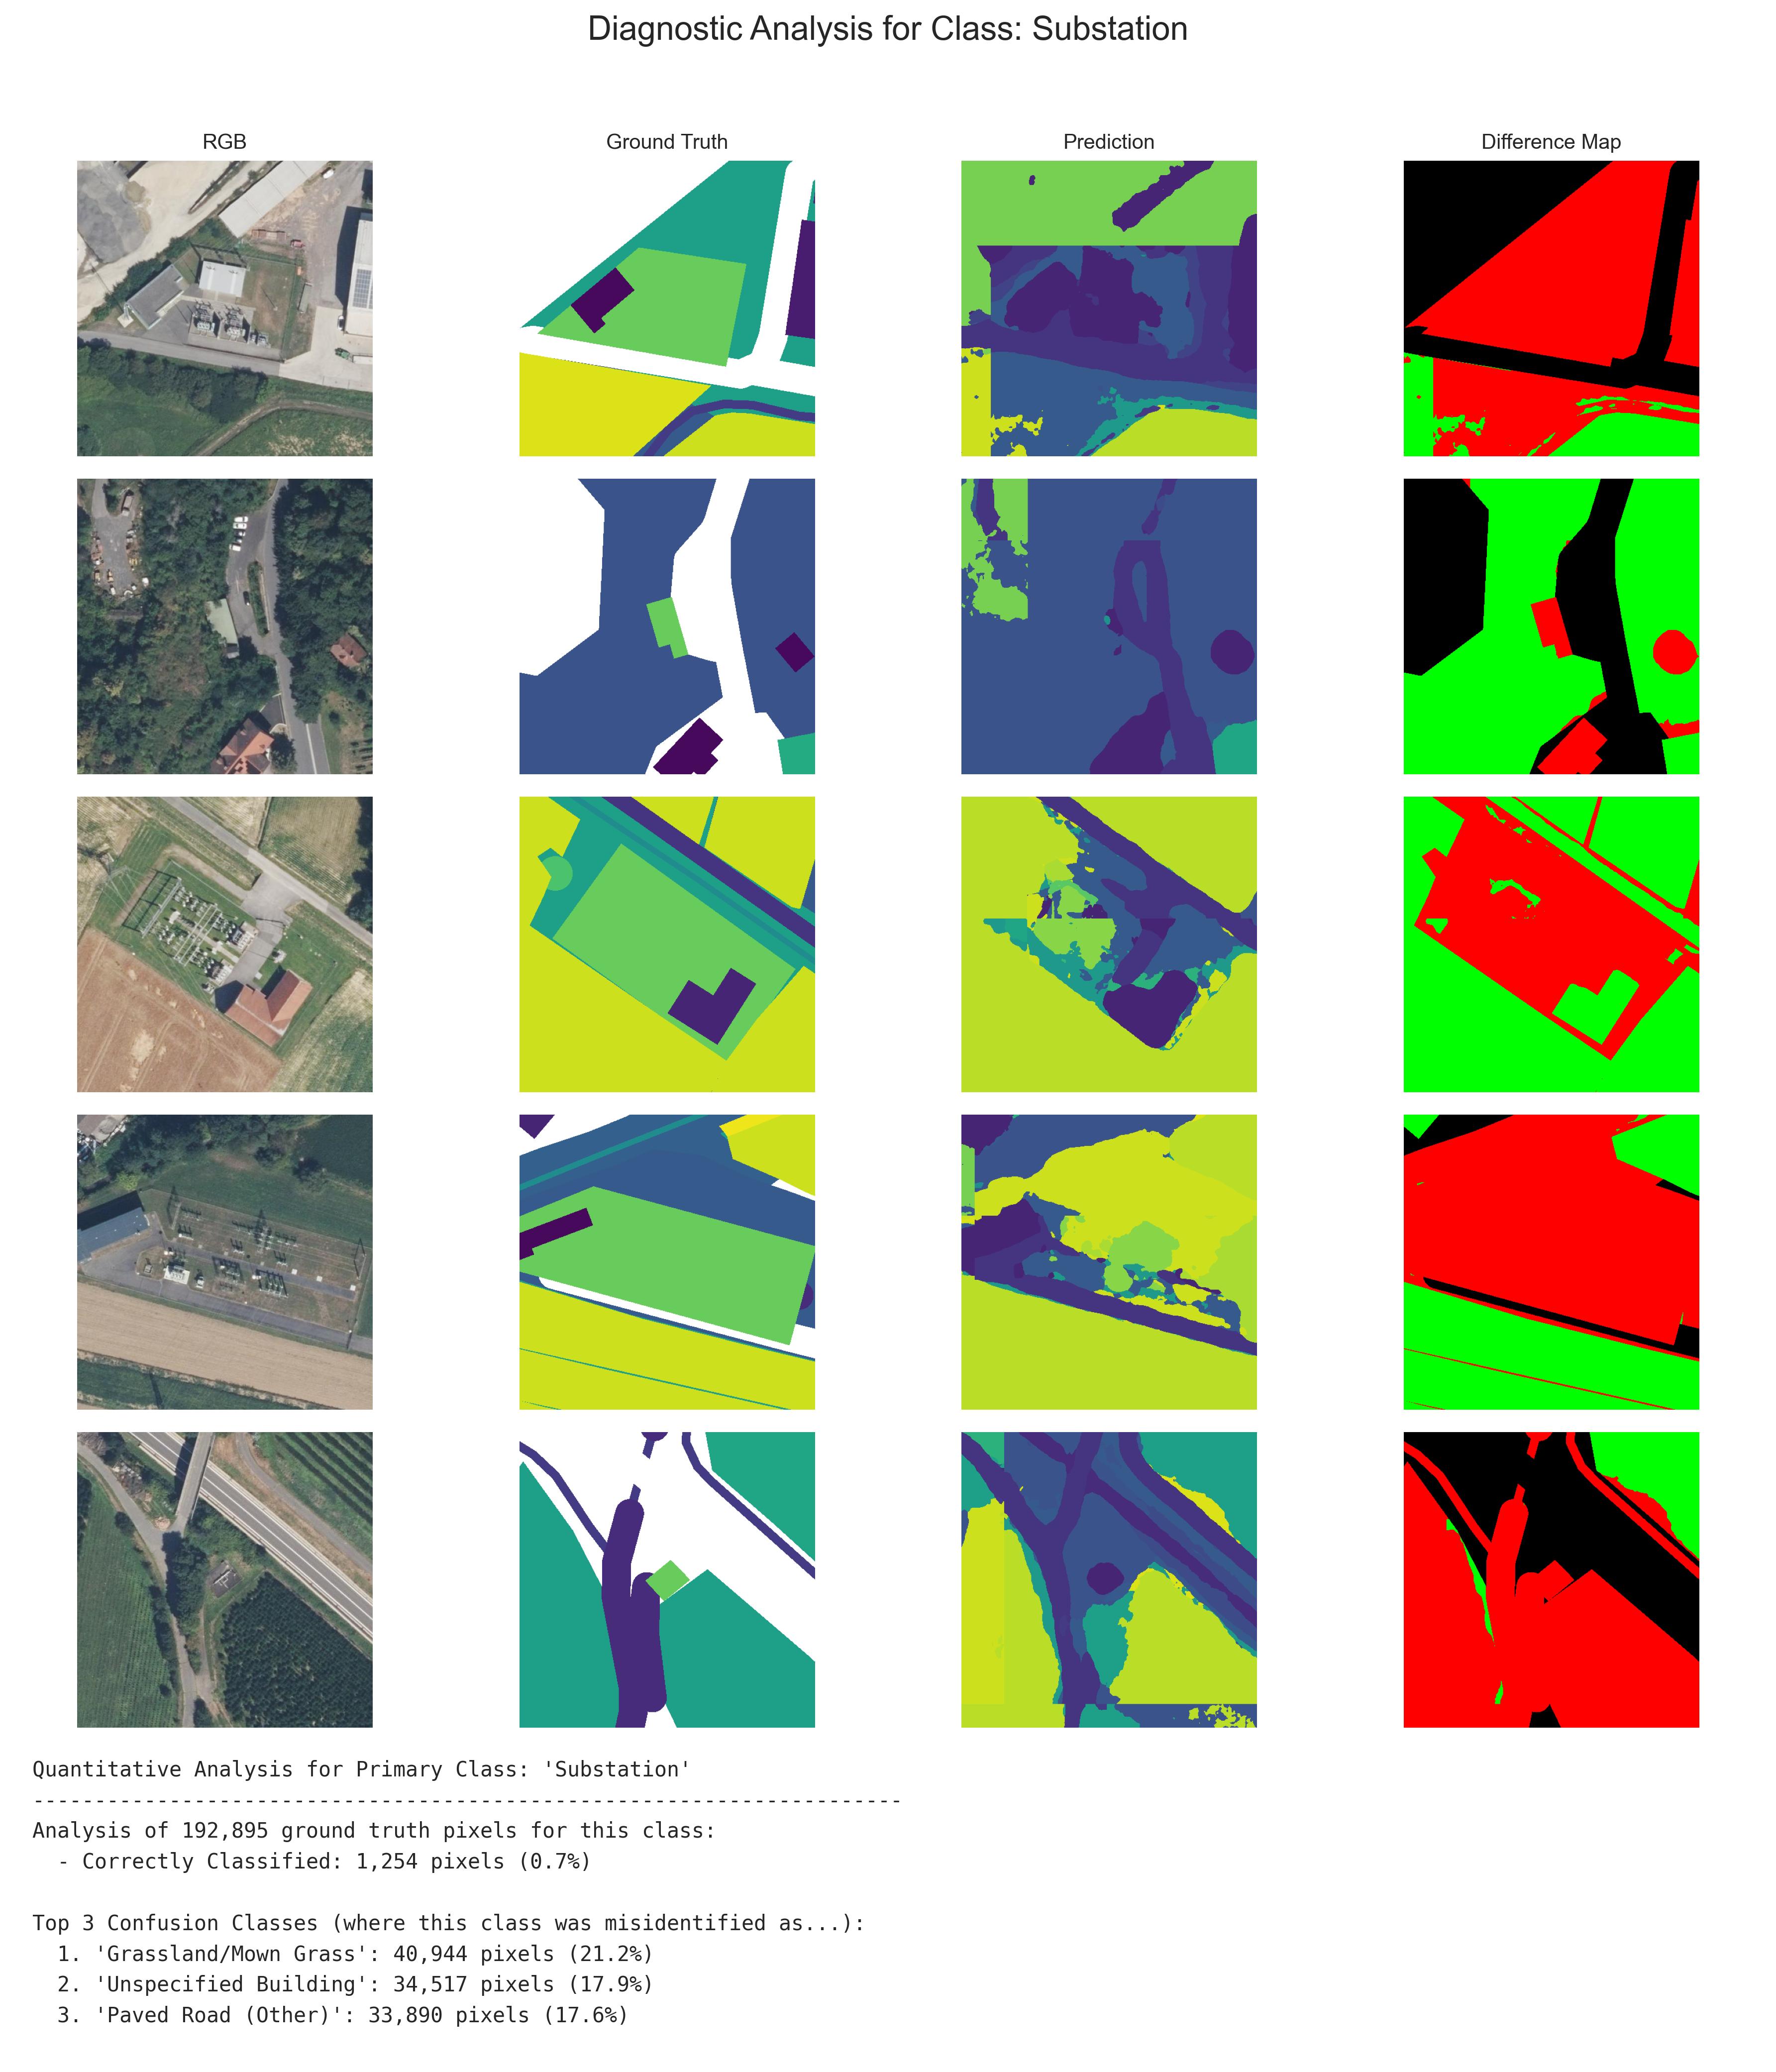 Diagnostic Analysis for Class: Substation
RGB Ground Truth Prediction Difference Map
Quantitative Analysis for Primary Class: 'Substation'
----------------------------------------------------------------------
Analysis of 192,895 ground truth pixels for this class:
- Correctly Classified: 1,254 pixels (0.7%)
Top 3 Confusion Classes (where this class was misidentified as...):
1. 'Grassland/Mown Grass': 40,944 pixels (21.2%)
2. 'Unspecified Building': 34,517 pixels (17.9%)
3. 'Paved Road (Other)': 33,890 pixels (17.6%)